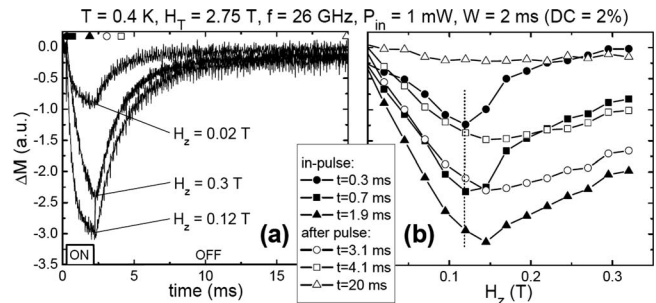 T = 0.4 K, H_T = 2.75 T, f = 26 GHz, P_in = 1 mW, W = 2 ms (DC = 2%)
ΔM (a.u.)
0.0
-0.5
-1.0
-1.5
-2.0
-2.5
-3.0
-3.5
H_z = 0.02 T
H_z = 0.3 T
H_z = 0.12 T
ON
OFF
(a)
0
5
10
15
20
time (ms)
in-pulse:
t=0.3 ms
t=0.7 ms
t=1.9 ms
after pulse:
t=3.1 ms
t=4.1 ms
t=20 ms
(b)
0.1
0.2
0.3
H_z (T)